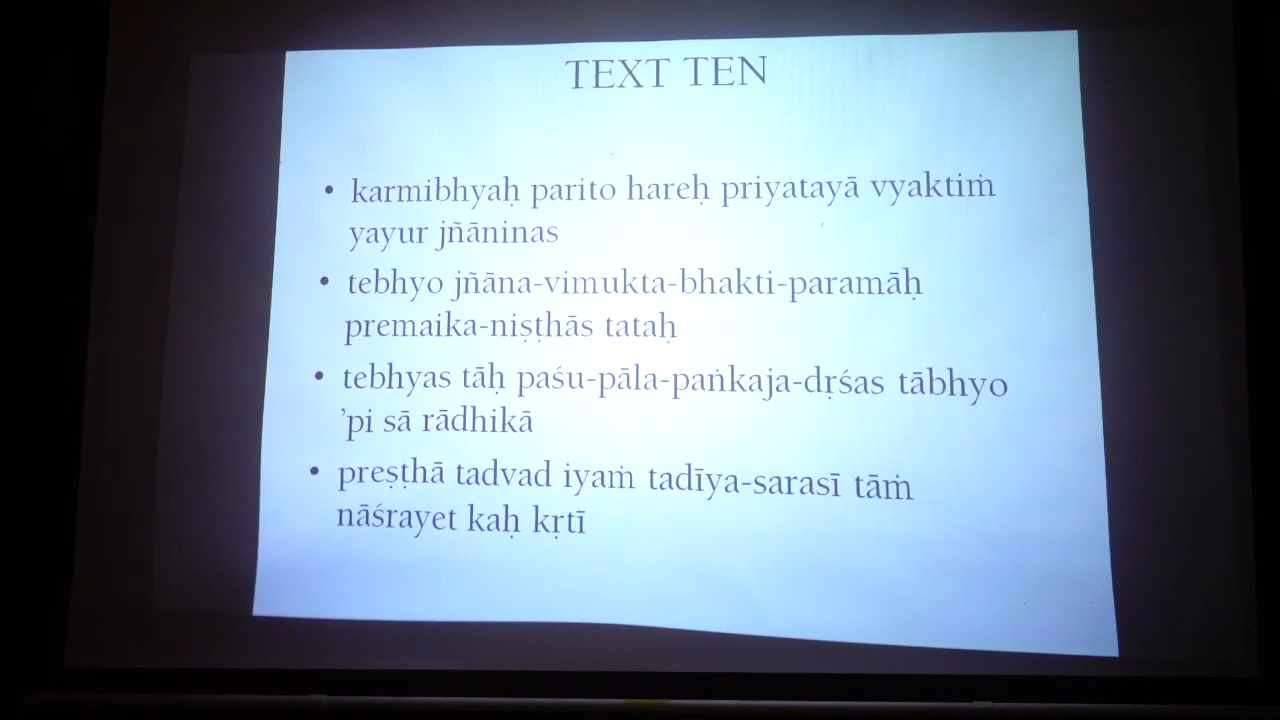 TEXT TEN
• karmibhyaḥ parito hareḥ priyatayā vyaktiṁ
yayur jñāninas
• tebhyo jñāna-vimukta-bhakti-paramāḥ
premaika-niṣṭhās tataḥ
• tebhyas tāḥ paśu-pāla-paṅkaja-dṛśas tābhyo
’pi sā rādhikā
• preṣṭhā tadvad iyaṁ tadīya-sarasī tāṁ
nāśrayet kaḥ kṛtī